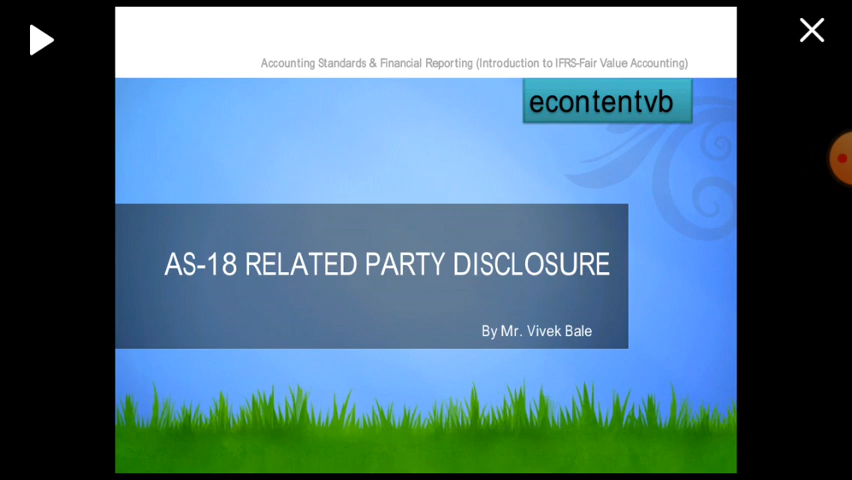 Accounting Standards & Financial Reporting (Introduction to IFRS-Fair Value Accounting)
econtentvb
AS-18 RELATED PARTY DISCLOSURE
By Mr. Vivek Bale